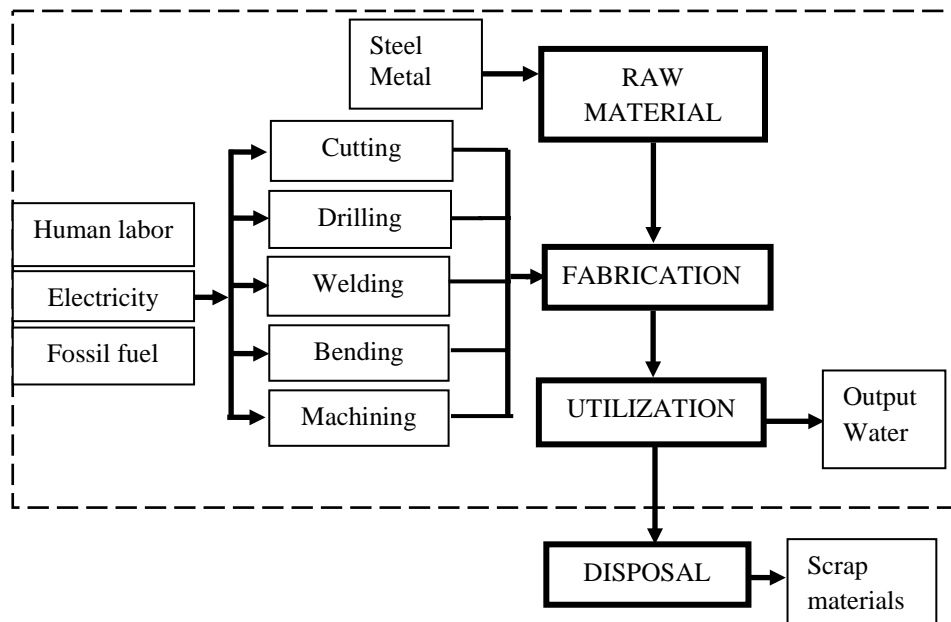 Steel
Metal
RAW
MATERIAL
Cutting
Drilling
Human labor
Electricity
Fossil fuel
Welding
Bending
Machining
FABRICATION
UTILIZATION
Output
Water
DISPOSAL
Scrap
materials